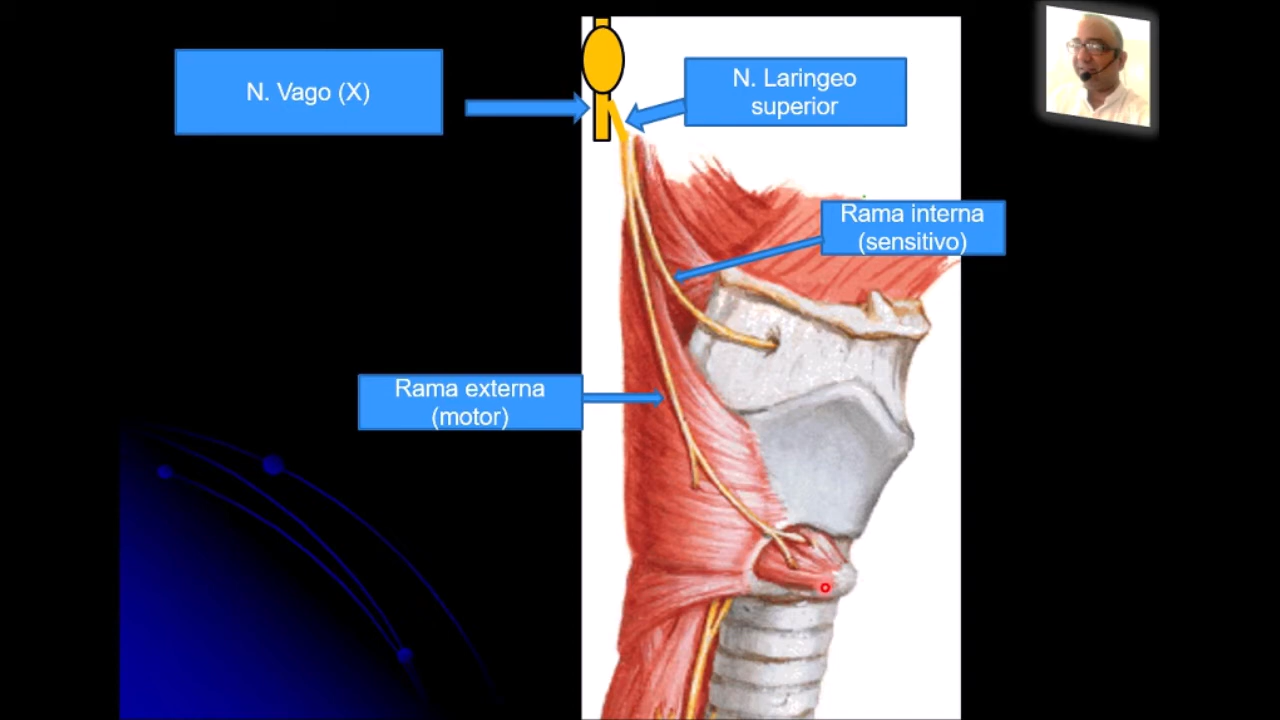 N. Vago (X)
N. Laringeo
superior
Rama interna
(sensitivo)
Rama externa
(motor)